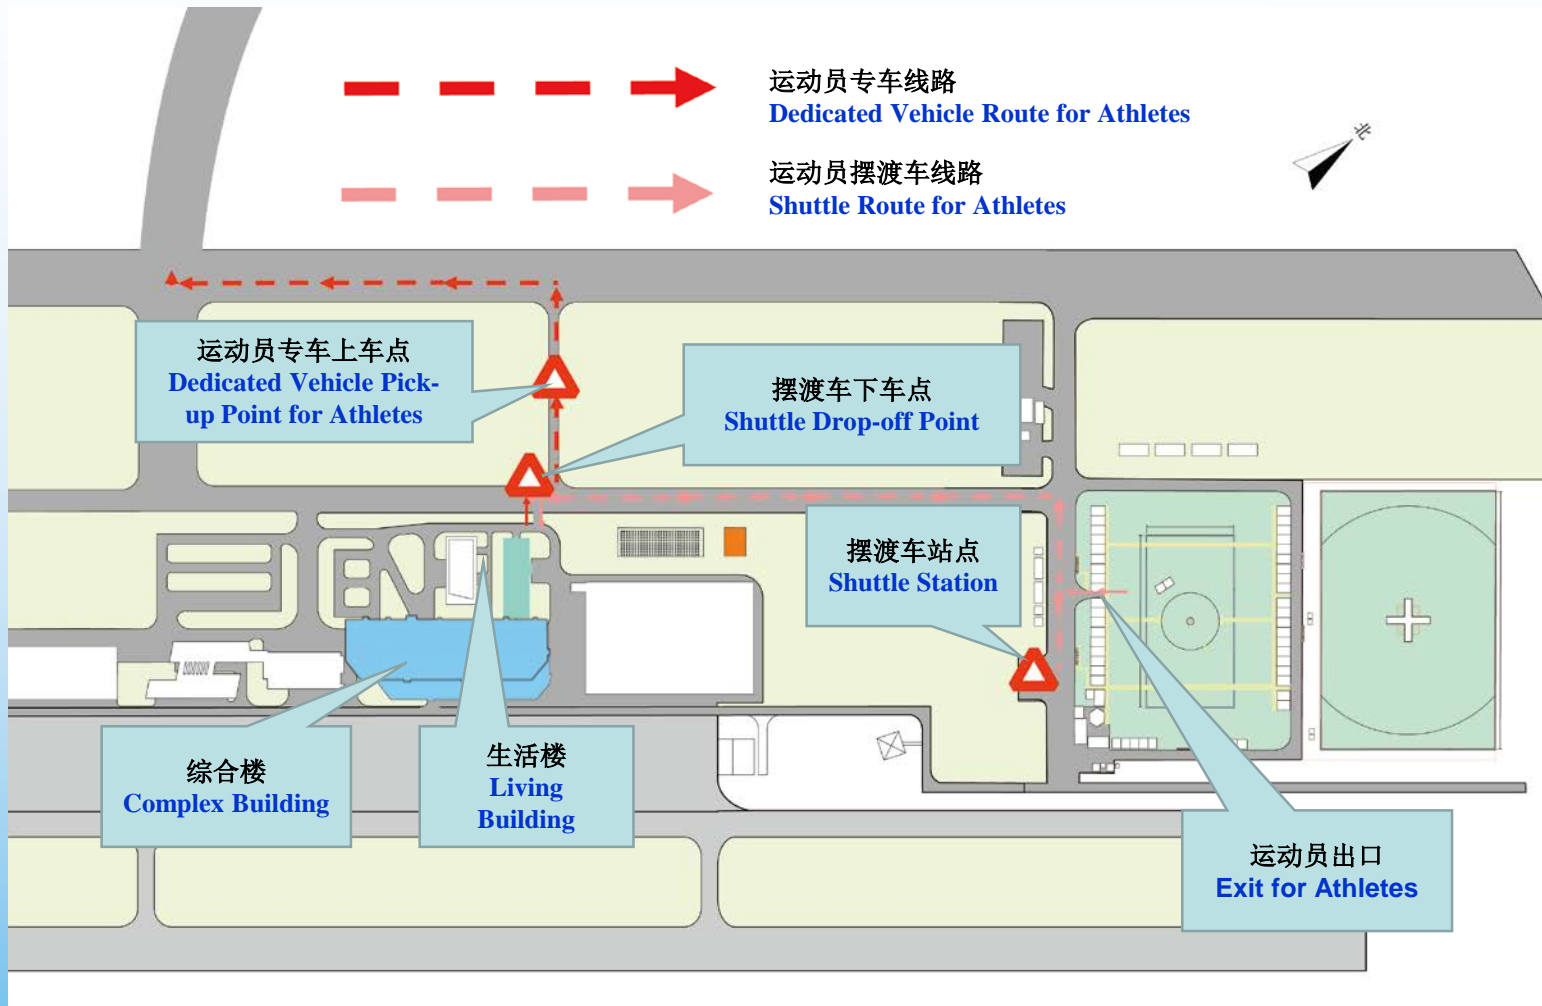 运动员专车线路
Dedicated Vehicle Route for Athletes
北
运动员摆渡车线路
Shuttle Route for Athletes
运动员专车上车点
Dedicated Vehicle Pick-
up Point for Athletes
摆渡车下车点
Shuttle Drop-off Point
摆渡车站点
Shuttle Station
综合楼
Complex Building
生活楼
Living
Building
运动员出口
Exit for Athletes